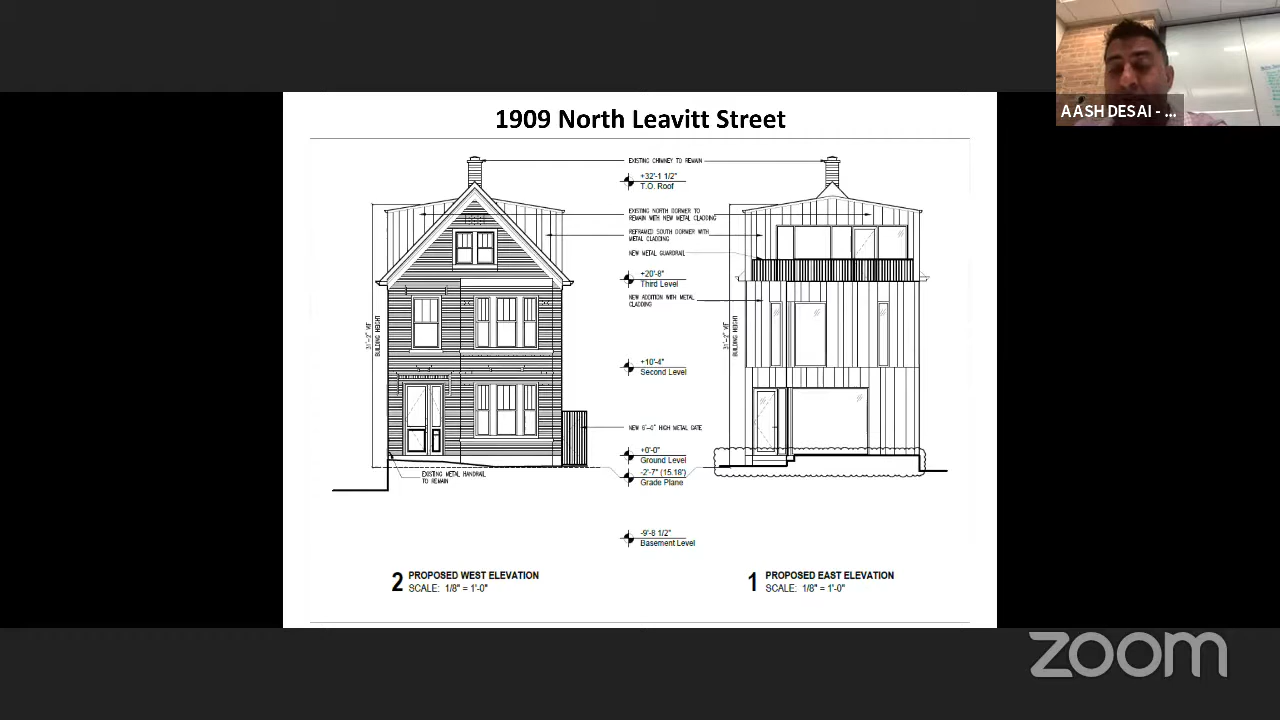 1909 North Leavitt Street
AASH DESAI - ...
EXISTING CHIMNEY TO REMAIN
+32'-1 1/2"
T.O. Roof
EXISTING NORTH DORMER TO
REMAIN WITH NEW METAL CLADDING
REFRAMED SOUTH DORMER WITH
METAL CLADDING
NEW METAL GUARDRAIL
+20'-8"
Third Level
NEW ADDITION WITH METAL
CLADDING
BUILDING HEIGHT
BUILDING HEIGHT
+10'-4"
Second Level
NEW 6'-0" HIGH METAL GATE
+0'-0"
Ground Level
-2'-7" (15.18')
Grade Plane
EXISTING METAL HANDRAIL
TO REMAIN
-9'-8 1/2"
Basement Level
2 PROPOSED WEST ELEVATION
SCALE: 1/8" = 1'-0"
1 PROPOSED EAST ELEVATION
SCALE: 1/8" = 1'-0"
zoom